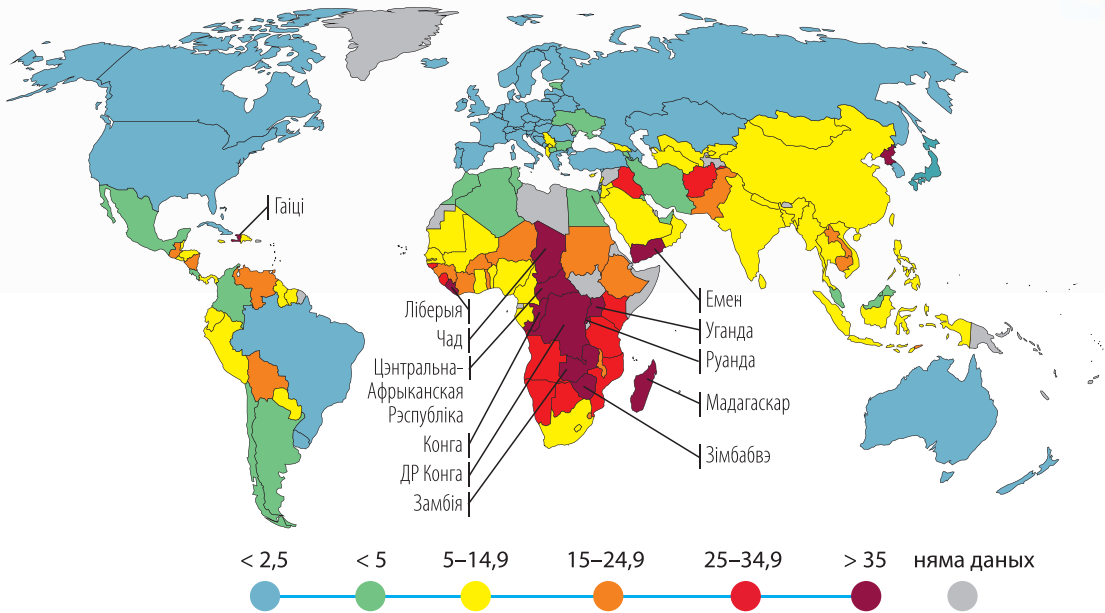 Гаіці
Ліберыя
Чад
Цэнтральна-
Афрыканская
Рэспубліка
Конга
ДР Конга
Замбія
Емен
Уганда
Руанда
Мадагаскар
Зімбабвэ
< 2,5 < 5 5–14,9 15–24,9 25–34,9 > 35 няма даных